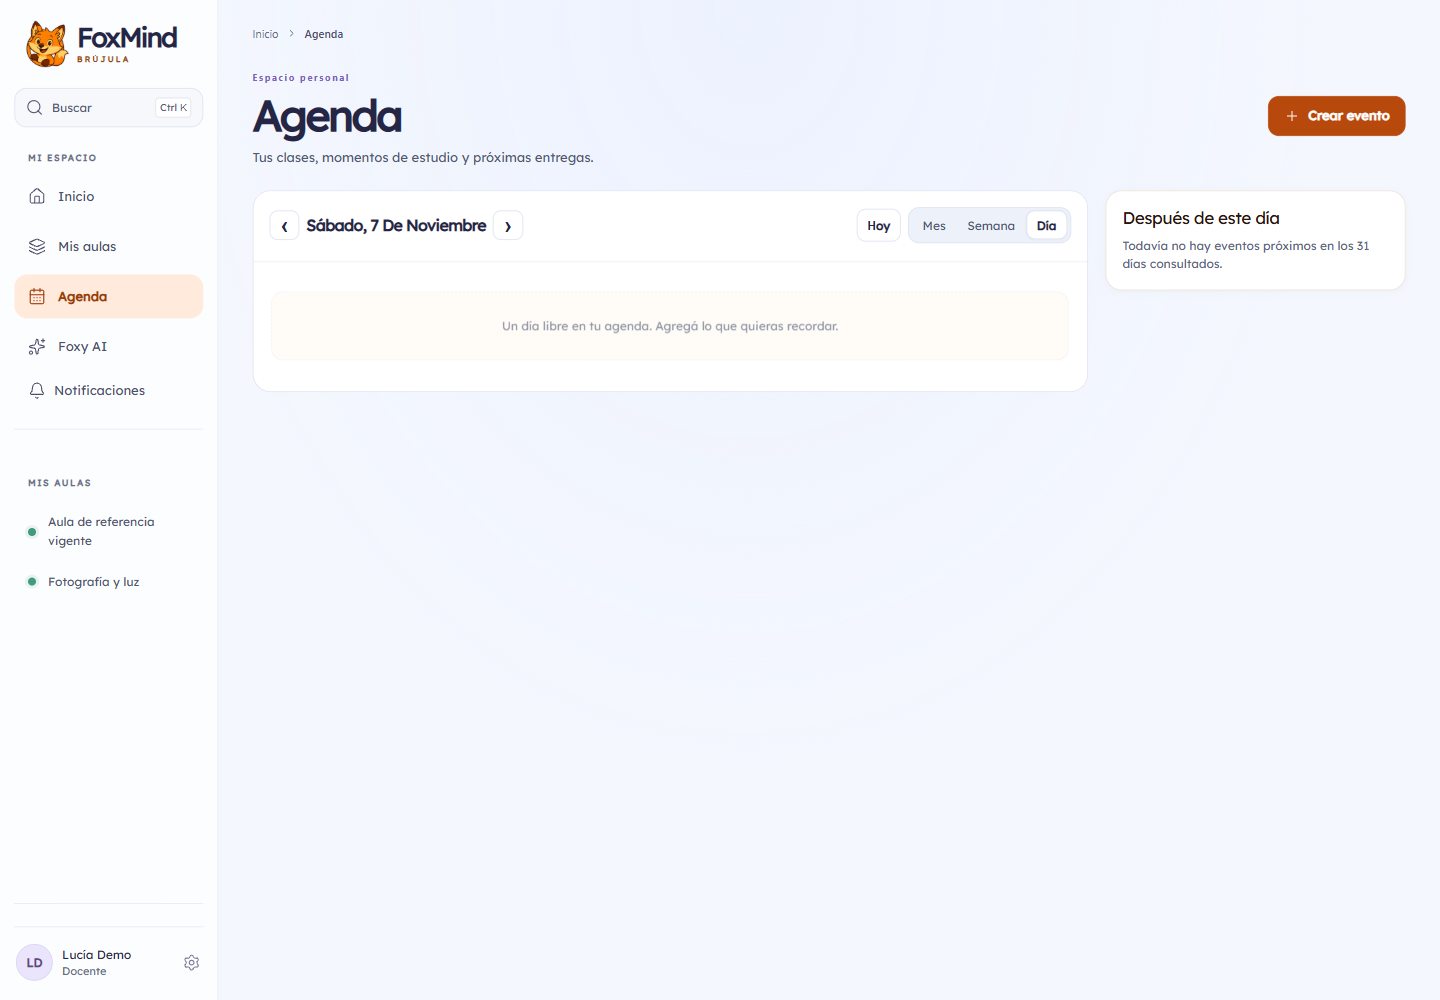 FoxMind
BRÚJULA
Buscar Ctrl K
MI ESPACIO
Inicio
Mis aulas
Agenda
Foxy AI
Notificaciones
MIS AULAS
Aula de referencia
vigente
Fotografía y luz
LD
Lucía Demo
Docente
Inicio > Agenda
Espacio personal
Agenda
Tus clases, momentos de estudio y próximas entregas.
+ Crear evento
‹ Sábado, 7 De Noviembre ›
Hoy Mes Semana Día
Un día libre en tu agenda. Agregá lo que quieras recordar.
Después de este día
Todavía no hay eventos próximos en los 31
días consultados.